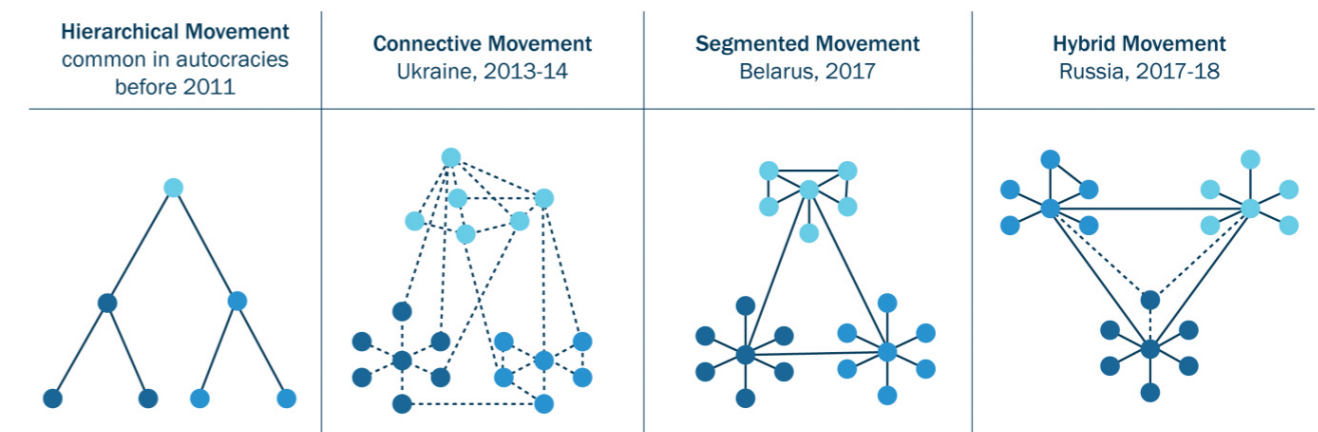 Hierarchical Movement
common in autocracies
before 2011
Connective Movement
Ukraine, 2013-14
Segmented Movement
Belarus, 2017
Hybrid Movement
Russia, 2017-18